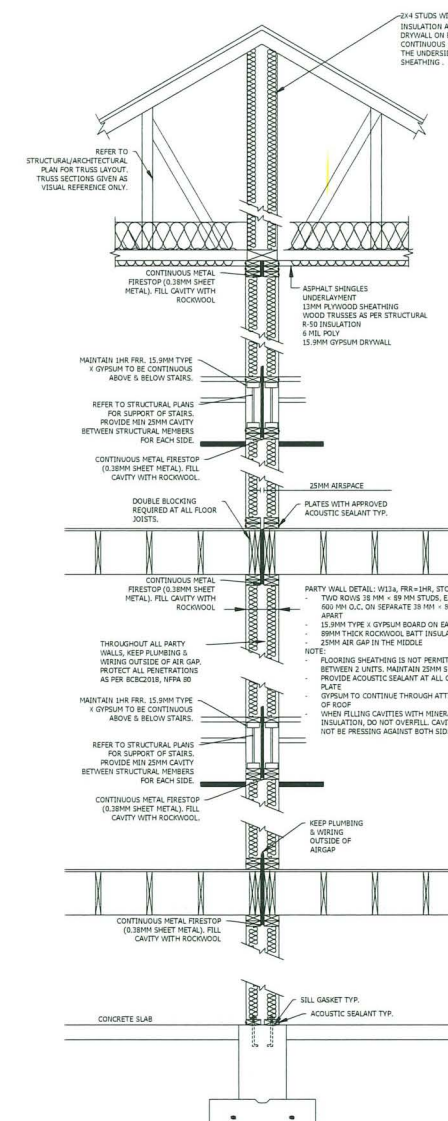 2X4 STUDS
INSULATION
DRYWALL ON
CONTINUOUS
THE
SHEATHING .
REFER TO
STRUCTURAL/ARCHITECTURAL
PLAN FOR TRUSS LAYOUT.
TRUSS SECTIONS GIVEN AS
VISUAL REFERENCE ONLY.
CONTINUOUS METAL
FIRESTOP (0.38MM SHEET
METAL). FILL CAVITY WITH
ROCKWOOL
ASPHALT SHINGLES
UNDERLAYMENT
13MM PLYWOOD SHEATHING
WOOD TRUSSES AS PER STRUCTURAL
R-50 INSULATION
6 MIL POLY
15.9MM GYPSUM DRYWALL
MAINTAIN 1HR FRR. 15.9MM TYPE
X GYPSUM TO BE CONTINUOUS
ABOVE & BELOW STAIRS.
REFER TO STRUCTURAL PLANS
FOR SUPPORT OF STAIRS.
PROVIDE MIN 25MM CAVITY
BETWEEN STRUCTURAL MEMBERS
FOR EACH SIDE.
CONTINUOUS METAL FIRESTOP
(0.38MM SHEET METAL). FILL
CAVITY WITH ROCKWOOL.
25MM AIRSPACE
DOUBLE BLOCKING
REQUIRED AT ALL FLOOR
JOISTS.
PLATES WITH APPROVED
ACOUSTIC SEALANT TYP.
CONTINUOUS METAL
FIRESTOP (0.38MM SHEET
METAL). FILL CAVITY WITH
ROCKWOOL
PARTY WALL DETAIL: W13a, FRR=1HR,
- TWO ROWS 38 MM × 89 MM STUDS,
600 MM O.C. ON SEPARATE 38 MM ×
APART
- 15.9MM TYPE X GYPSUM BOARD ON
- 89MM THICK ROCKWOOL BATT
- 25MM AIR GAP IN THE MIDDLE
NOTE:
- FLOORING SHEATHING IS NOT
BETWEEN 2 UNITS. MAINTAIN 25MM
- PROVIDE ACOUSTIC SEALANT AT ALL
PLATE
- GYPSUM TO CONTINUE THROUGH
OF ROOF
- WHEN FILLING CAVITIES WITH
INSULATION, DO NOT OVERFILL.
NOT BE PRESSING AGAINST BOTH
THROUGHOUT ALL PARTY
WALLS, KEEP PLUMBING &
WIRING OUTSIDE OF AIR GAP.
PROTECT ALL PENETRATIONS
AS PER BCBC2018, NFPA 80
MAINTAIN 1HR FRR. 15.9MM TYPE
X GYPSUM TO BE CONTINUOUS
ABOVE & BELOW STAIRS.
REFER TO STRUCTURAL PLANS
FOR SUPPORT OF STAIRS.
PROVIDE MIN 25MM CAVITY
BETWEEN STRUCTURAL MEMBERS
FOR EACH SIDE.
CONTINUOUS METAL FIRESTOP
(0.38MM SHEET METAL). FILL
CAVITY WITH ROCKWOOL.
KEEP PLUMBING
& WIRING
OUTSIDE OF
AIRGAP
CONTINUOUS METAL FIRESTOP
(0.38MM SHEET METAL). FILL
CAVITY WITH ROCKWOOL
SILL GASKET TYP.
ACOUSTIC SEALANT TYP.
CONCRETE SLAB